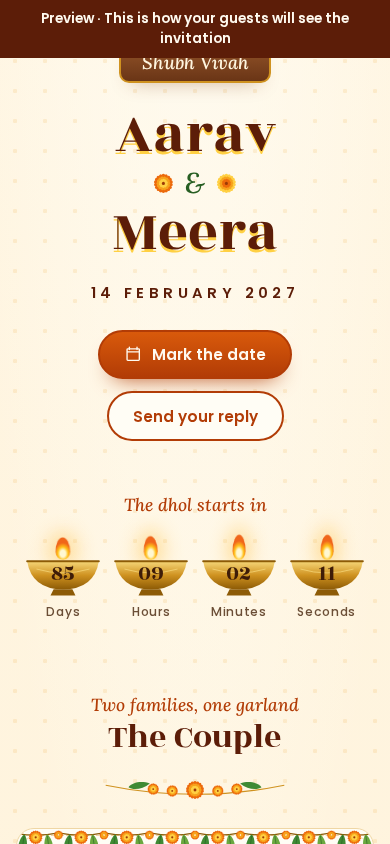 Preview · This is how your guests will see the
invitation
Shubh Vivah
Aarav
&
Meera
14 FEBRUARY 2027
Mark the date
Send your reply
The dhol starts in
85 09 02 11
Days Hours Minutes Seconds
Two families, one garland
The Couple